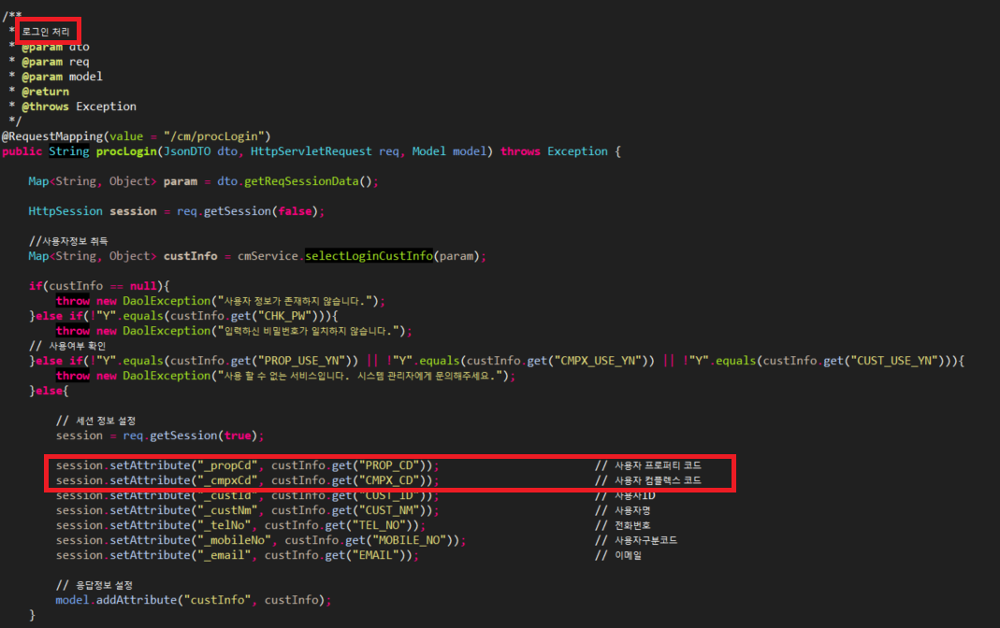 /**
 * 로그인 처리
 * @param dto
 * @param req
 * @param model
 * @return
 * @throws Exception
 */
@RequestMapping(value = "/cm/procLogin")
public String procLogin(JsonDTO dto, HttpServletRequest req, Model model) throws Exception {
Map<String, Object> param = dto.getReqSessionData();
HttpSession session = req.getSession(false);
//사용자정보 취득
Map<String, Object> custInfo = cmService.selectLoginCustInfo(param);
if(custInfo == null){
throw new DaolException("사용자 정보가 존재하지 않습니다.");
}else if(!"Y".equals(custInfo.get("CHK_PW"))){
throw new DaolException("입력하신 비밀번호가 일치하지 않습니다.");
// 사용여부 확인
}else if(!"Y".equals(custInfo.get("PROP_USE_YN")) || !"Y".equals(custInfo.get("CMPX_USE_YN")) || !"Y".equals(custInfo.get("CUST_USE_YN"))){
throw new DaolException("사용 할 수 없는 서비스입니다. 시스템 관리자에게 문의해주세요.");
}else{
// 세션 정보 설정
session = req.getSession(true);
session.setAttribute("_propCd", custInfo.get("PROP_CD")); // 사용자 프로퍼티 코드
session.setAttribute("_cmpxCd", custInfo.get("CMPX_CD")); // 사용자 컴플렉스 코드
session.setAttribute("_custId", custInfo.get("CUST_ID")); // 사용자ID
session.setAttribute("_custNm", custInfo.get("CUST_NM")); // 사용자명
session.setAttribute("_telNo", custInfo.get("TEL_NO")); // 전화번호
session.setAttribute("_mobileNo", custInfo.get("MOBILE_NO")); // 사용자구분코드
session.setAttribute("_email", custInfo.get("EMAIL")); // 이메일
// 응답정보 설정
model.addAttribute("custInfo", custInfo);
}